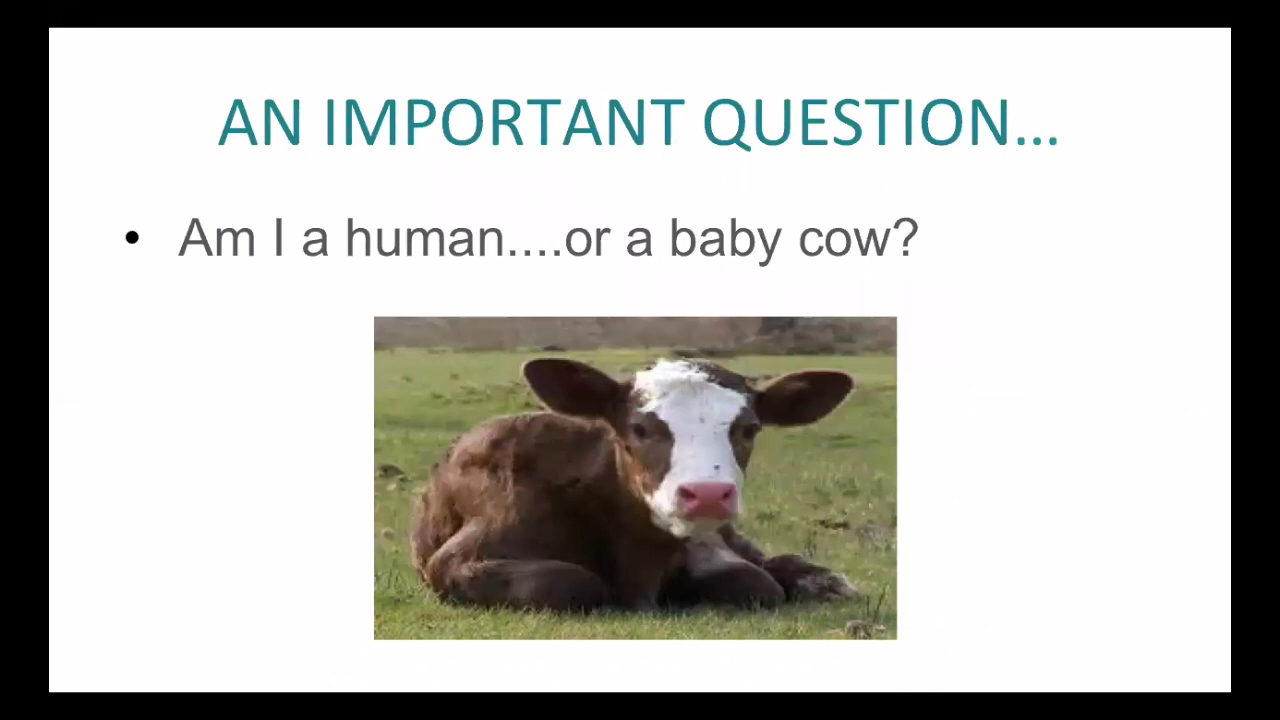 AN IMPORTANT QUESTION...
• Am I a human....or a baby cow?